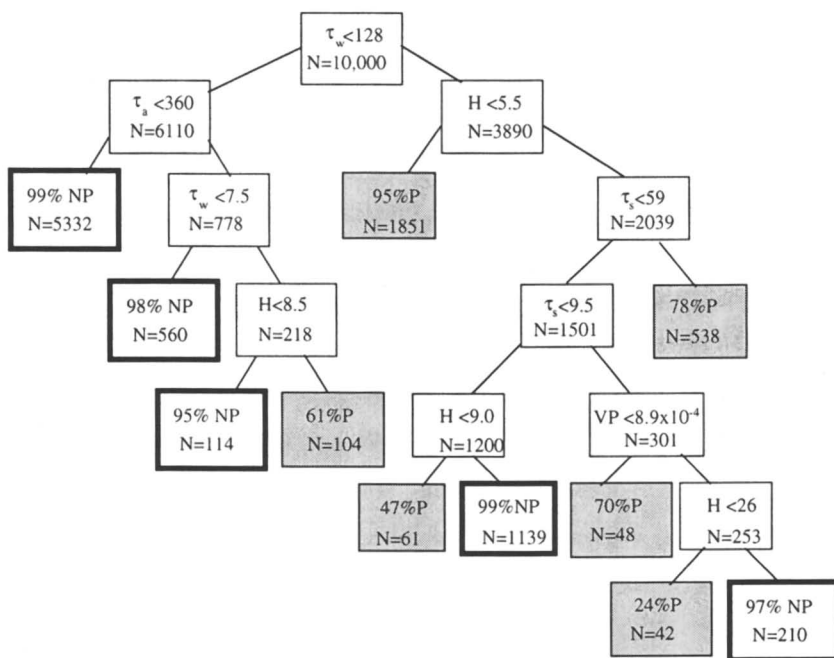 τw<128
N=10,000
τa <360
N=6110
H <5.5
N=3890
99% NP
N=5332
τw <7.5
N=778
95%P
N=1851
τs<59
N=2039
98% NP
N=560
H<8.5
N=218
τs<9.5
N=1501
78%P
N=538
95% NP
N=114
61%P
N=104
H <9.0
N=1200
VP <8.9x10-4
N=301
47%P
N=61
99%NP
N=1139
70%P
N=48
H <26
N=253
24%P
N=42
97% NP
N=210